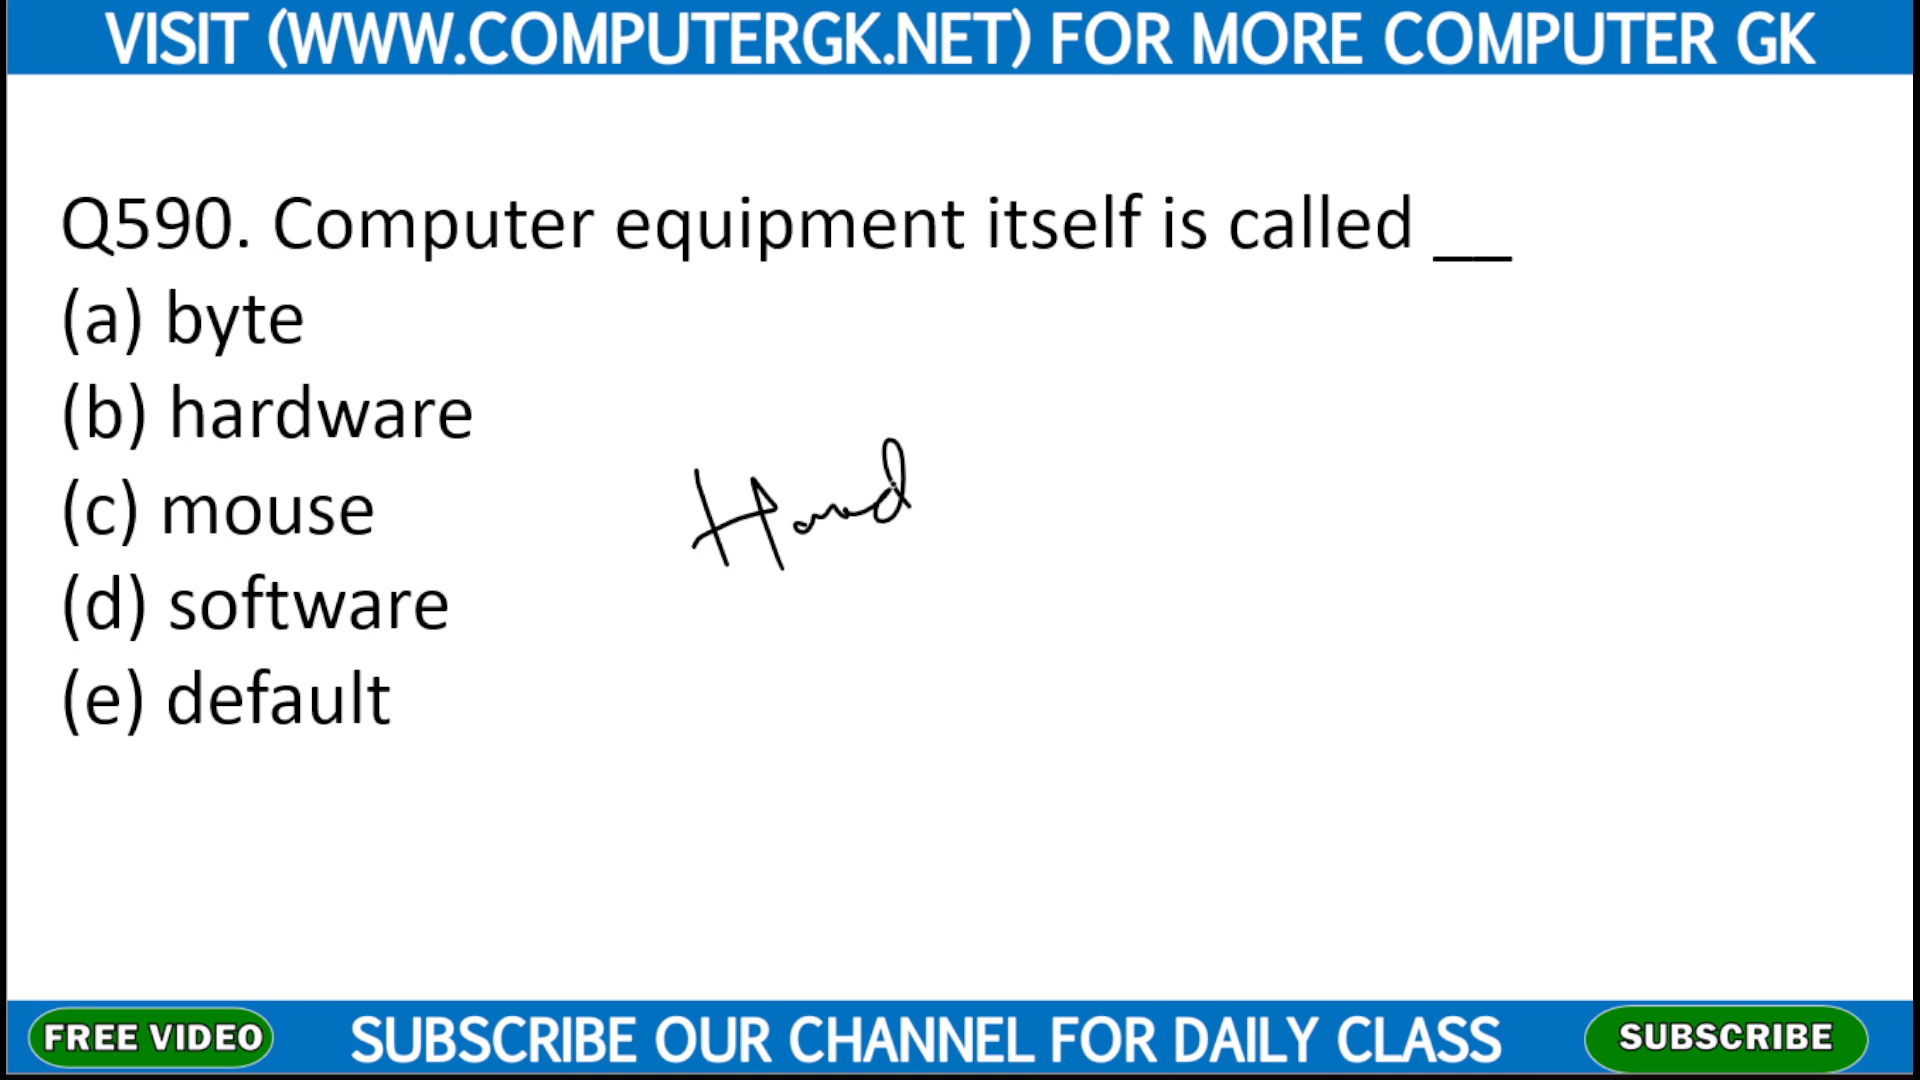 VISIT (WWW.COMPUTERGK.NET) FOR MORE COMPUTER GK
Q590. Computer equipment itself is called __
(a) byte
(b) hardware
(c) mouse
(d) software
(e) default
Hard
FREE VIDEO
SUBSCRIBE OUR CHANNEL FOR DAILY CLASS
SUBSCRIBE